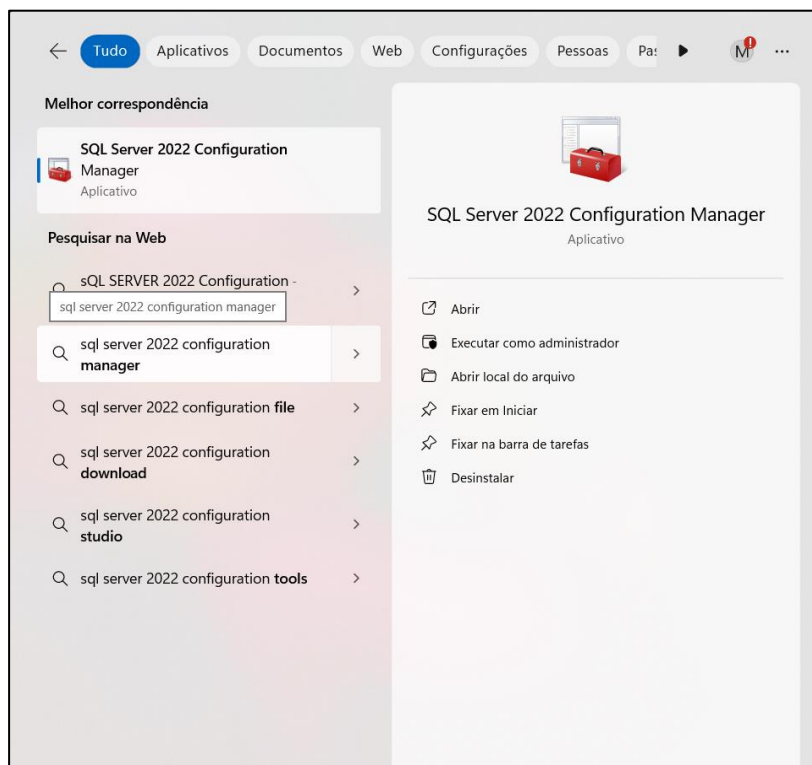 Tudo
Aplicativos
Documentos
Web
Configurações
Pessoas
Pas
M
Melhor correspondência
SQL Server 2022 Configuration
Manager
Aplicativo
Pesquisar na Web
sQL SERVER 2022 Configuration -
sql server 2022 configuration manager
sql server 2022 configuration
manager
sql server 2022 configuration file
sql server 2022 configuration
download
sql server 2022 configuration
studio
sql server 2022 configuration tools
SQL Server 2022 Configuration Manager
Aplicativo
Abrir
Executar como administrador
Abrir local do arquivo
Fixar em Iniciar
Fixar na barra de tarefas
Desinstalar